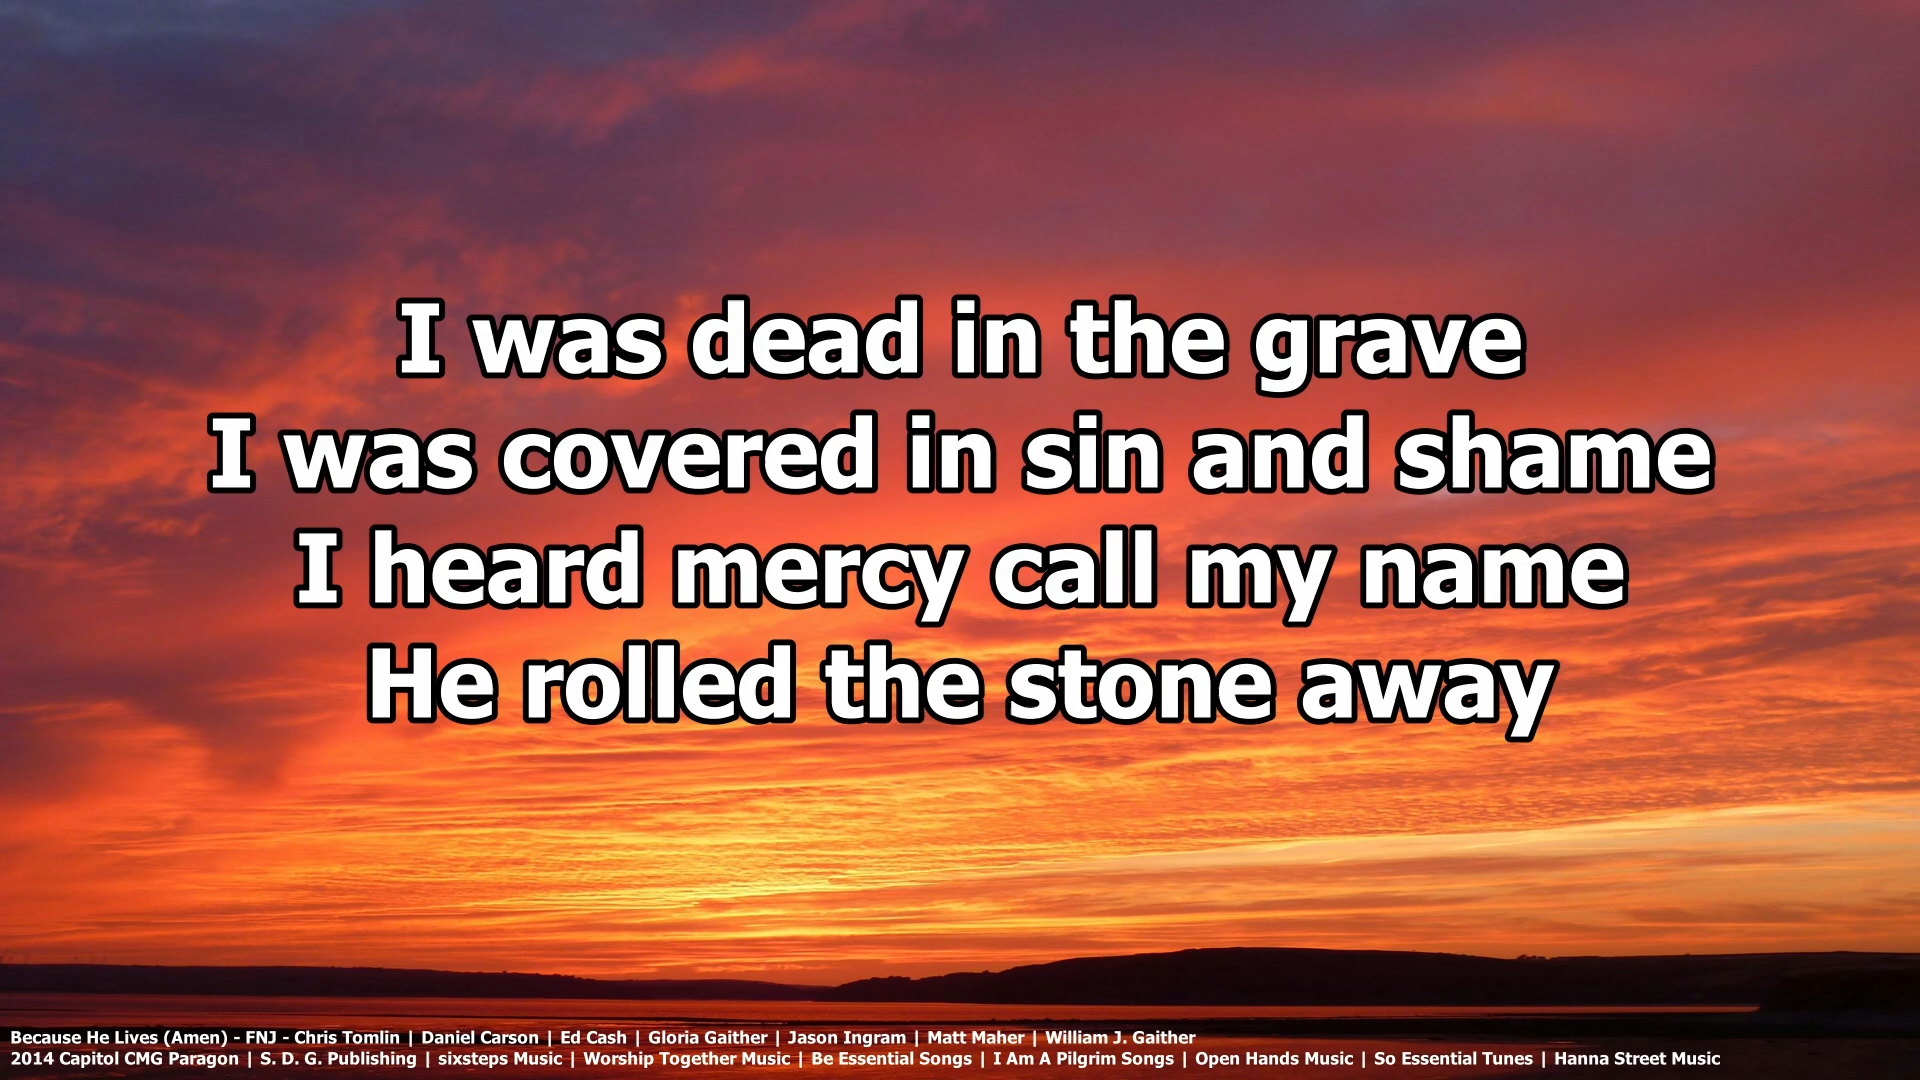 I was dead in the grave
I was covered in sin and shame
I heard mercy call my name
He rolled the stone away
Because He Lives (Amen) - FNJ - Chris Tomlin | Daniel Carson | Ed Cash | Gloria Gaither | Jason Ingram | Matt Maher | William J. Gaither
2014 Capitol CMG Paragon | S. D. G. Publishing | sixsteps Music | Worship Together Music | Be Essential Songs | I Am A Pilgrim Songs | Open Hands Music | So Essential Tunes | Hanna Street Music